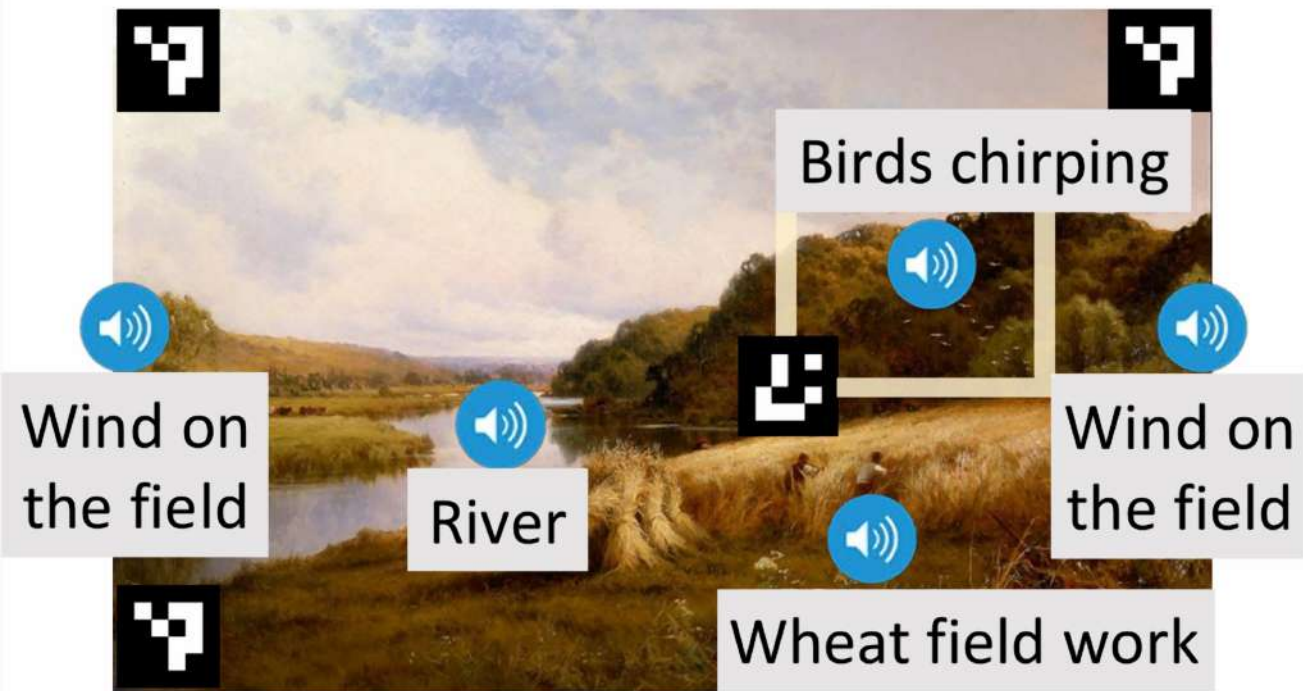 Birds chirping
Wind on
the field
River
Wind on
the field
Wheat field work